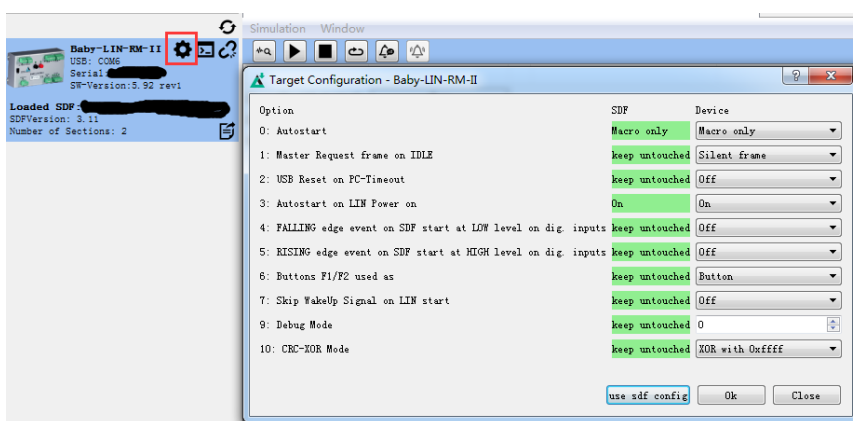 Simulation Window
Baby-LIN-RM-II
USB: COM6
Serial:
SW-Version:5.92 rev1
Loaded SDF:
SDFVersion: 3.11
Number of Sections: 2
Target Configuration - Baby-LIN-RM-II
Option SDF Device
0: Autostart Macro only Macro only
1: Master Request frame on IDLE keep untouched Silent frame
2: USB Reset on PC-Timeout keep untouched Off
3: Autostart on LIN Power on On On
4: FALLING edge event on SDF start at LOW level on dig. inputs keep untouched Off
5: RISING edge event on SDF start at HIGH level on dig. inputs keep untouched Off
6: Buttons F1/F2 used as keep untouched Button
7: Skip WakeUp Signal on LIN start keep untouched Off
9: Debug Mode keep untouched 0
10: CRC-XOR Mode keep untouched XOR with 0xffff
use sdf config Ok Close